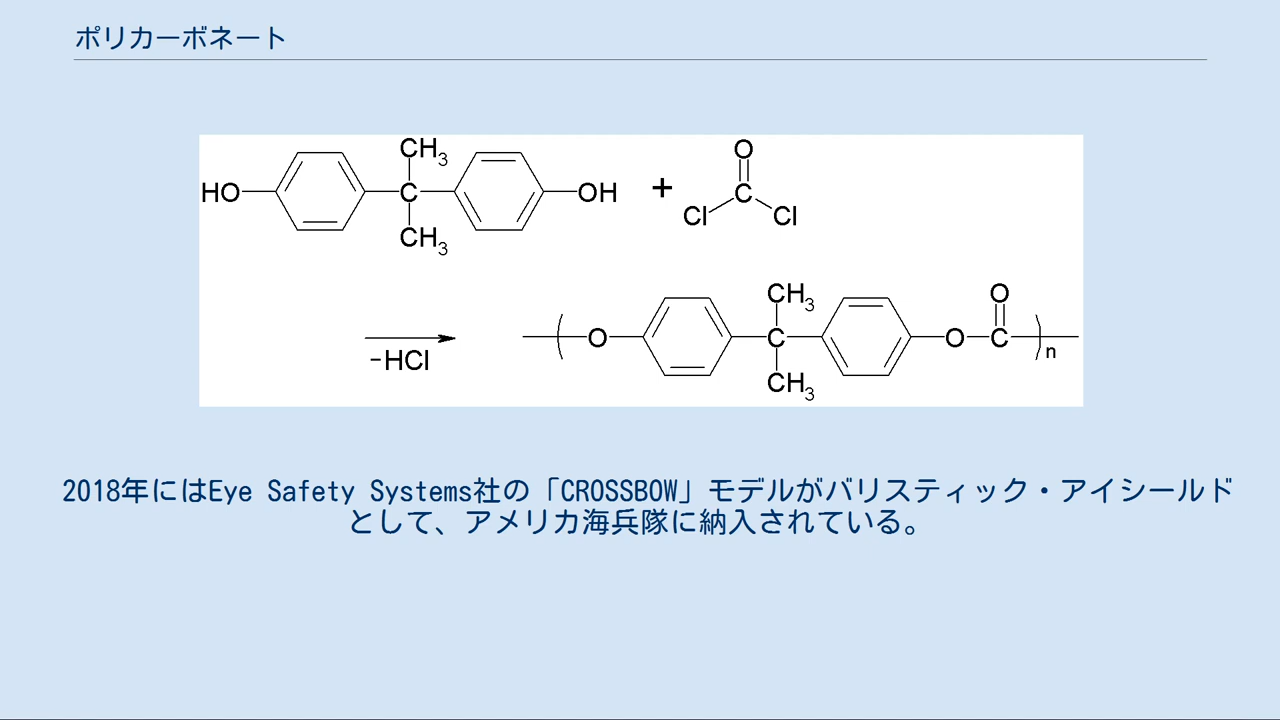 ポリカーボネート
CH3 CH3 O
HO C OH + C
Cl Cl
CH3
CH3 O
O C O C
-HCl n
CH3
2018年にはEye Safety Systems社の「CROSSBOW」モデルがバリスティック・アイシールド
として、アメリカ海兵隊に納入されている。